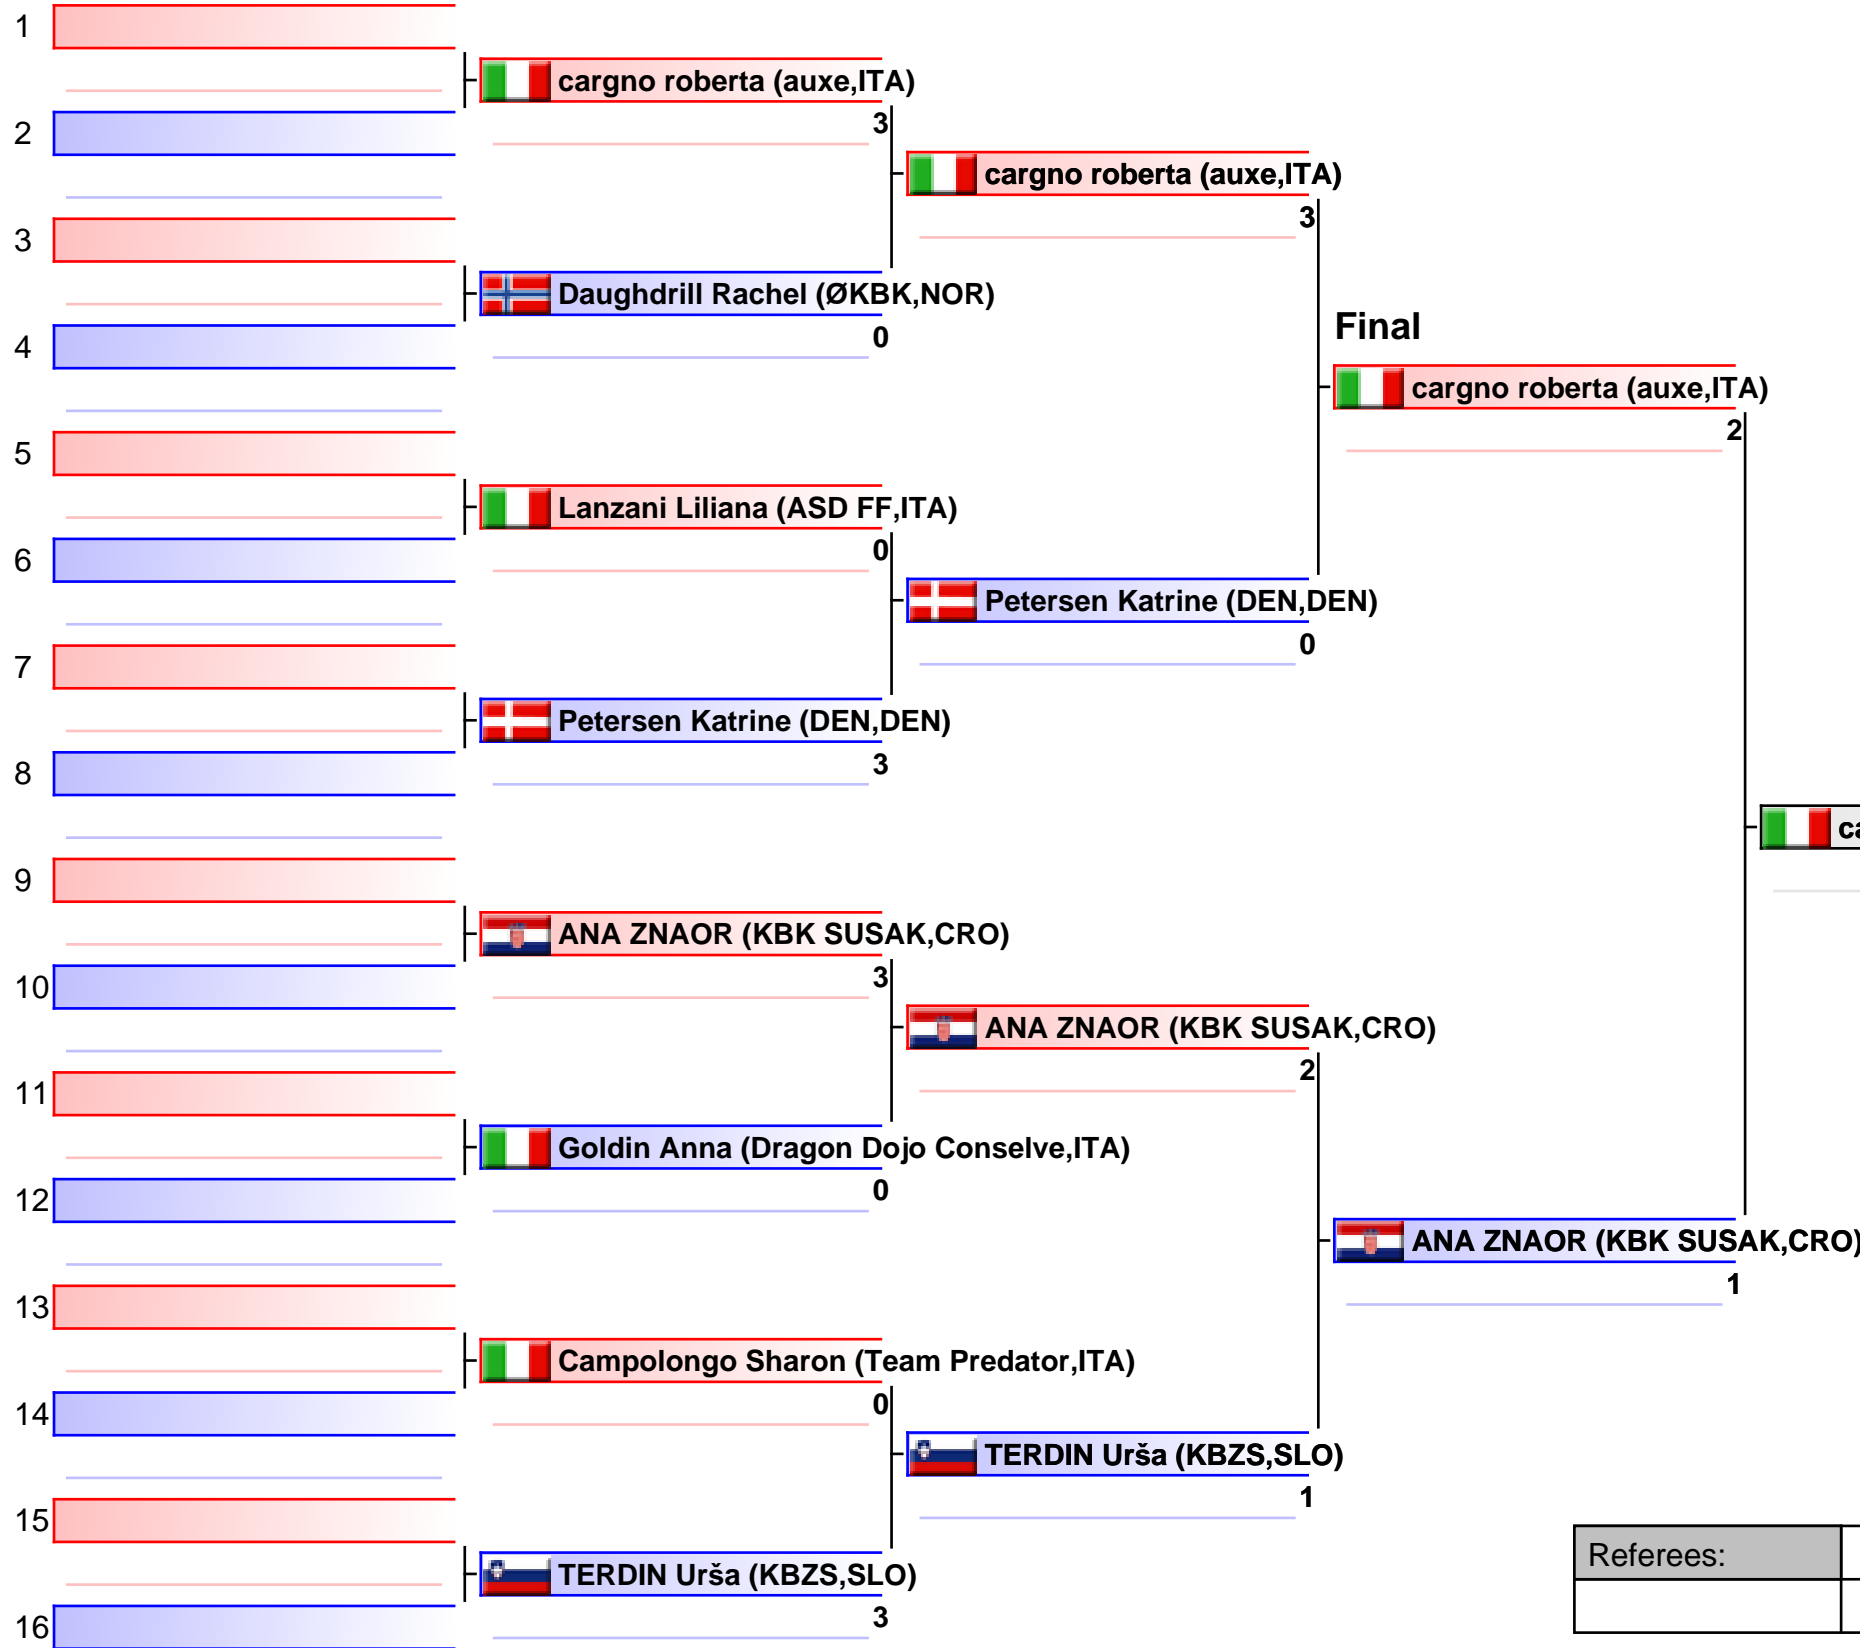 1
cargno roberta (auxe,ITA)
3
2
cargno roberta (auxe,ITA)
3
3
Daughdrill Rachel (ØKBK,NOR)
0
4
Final
cargno roberta (auxe,ITA)
2
5
Lanzani Liliana (ASD FF,ITA)
0
6
Petersen Katrine (DEN,DEN)
0
7
Petersen Katrine (DEN,DEN)
3
8
ca
9
ANA ZNAOR (KBK SUSAK,CRO)
3
10
ANA ZNAOR (KBK SUSAK,CRO)
2
11
Goldin Anna (Dragon Dojo Conselve,ITA)
0
12
ANA ZNAOR (KBK SUSAK,CRO)
1
13
Campolongo Sharon (Team Predator,ITA)
0
14
TERDIN Urša (KBZS,SLO)
1
15
Referees:
TERDIN Urša (KBZS,SLO)
3
16